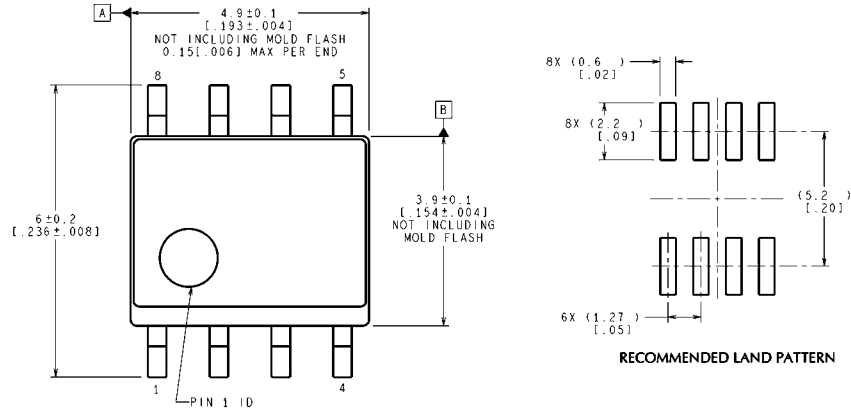 A
4.9±0.1
[.193±.004]
NOT INCLUDING MOLD FLASH
0.15[.006] MAX PER END
8
5
B
6±0.2
[.236±.008]
3.9±0.1
[.154±.004]
NOT INCLUDING
MOLD FLASH
1
4
PIN 1 ID
8X (0.6 )
[.02]
8X (2.2 )
[.09]
(5.2 )
[.20]
6X (1.27 )
[.05]
RECOMMENDED LAND PATTERN